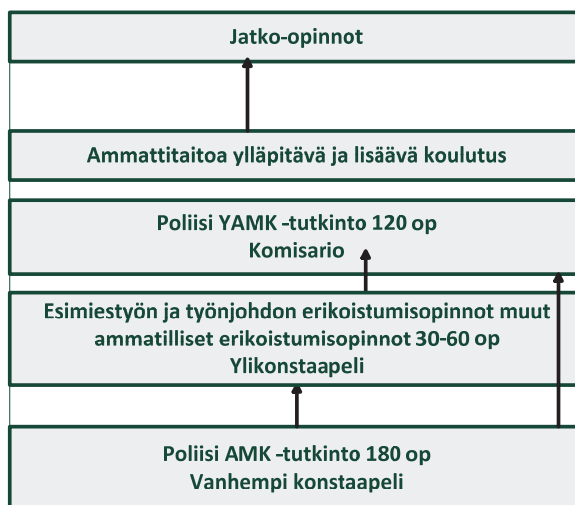 Jatko-opinnot
Ammattitaitoa ylläpitävä ja lisäävä koulutus
Poliisi YAMK -tutkinto 120 op
Komisario
Esimiestyön ja työnjohdon erikoistumisopinnot muut
ammatilliset erikoistumisopinnot 30-60 op
Ylikonstaapeli
Poliisi AMK -tutkinto 180 op
Vanhempi konstaapeli